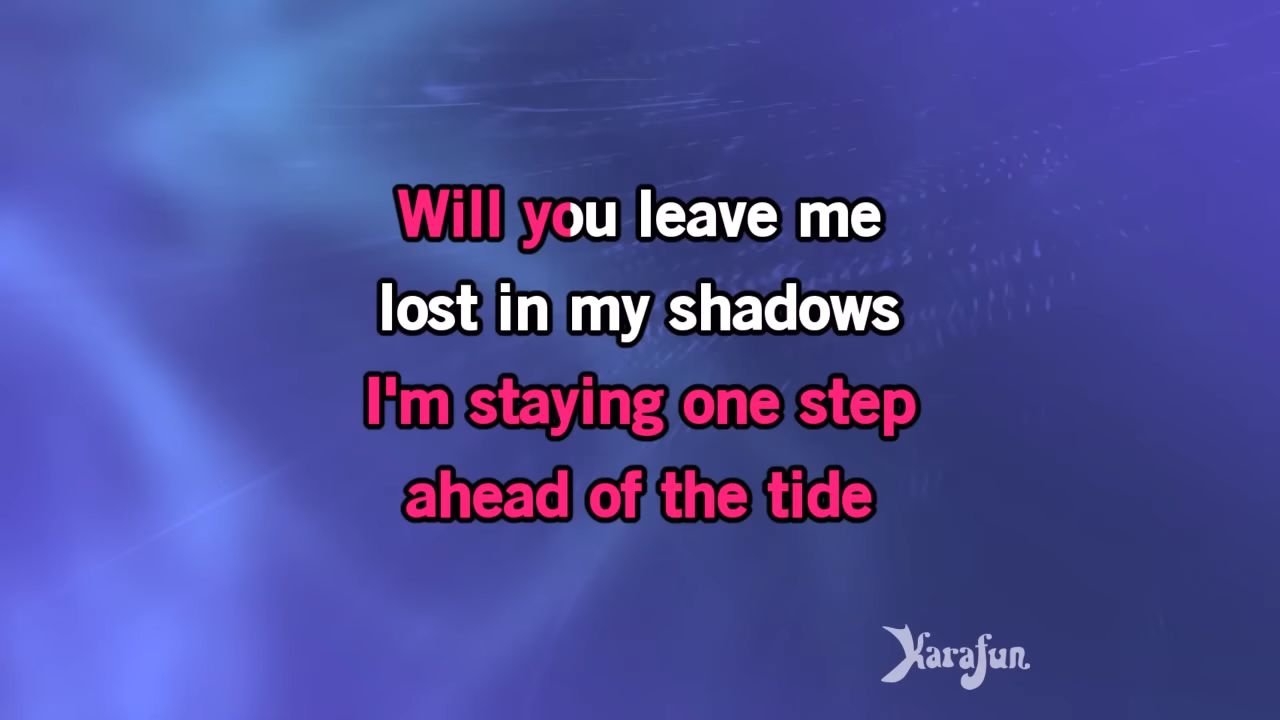 Will you leave me
lost in my shadows
I'm staying one step
ahead of the tide
Karafun